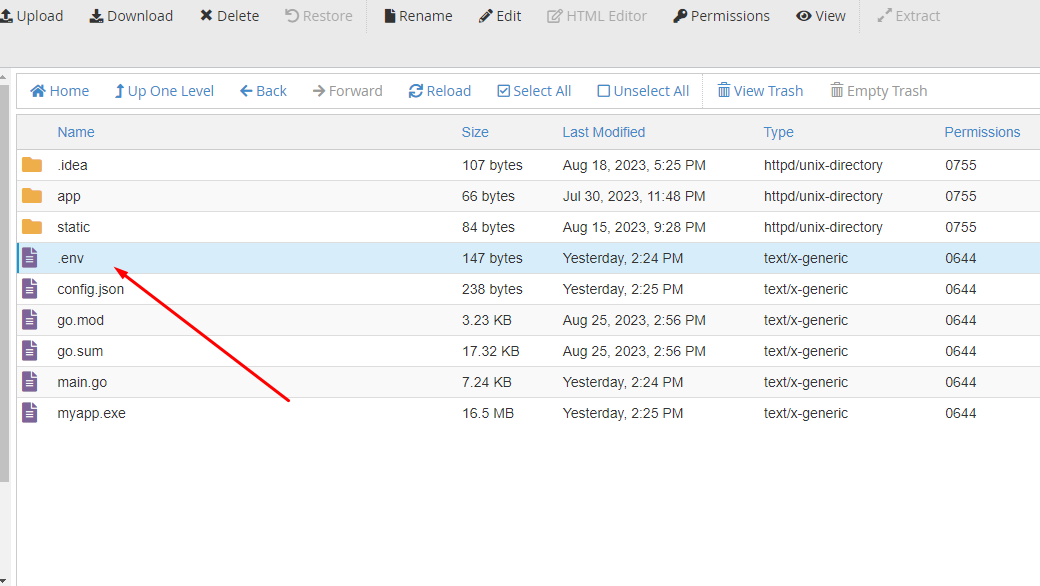 Upload Download Delete Restore Rename Edit HTML Editor Permissions View Extract
Home Up One Level Back Forward Reload Select All Unselect All View Trash Empty Trash
Name Size Last Modified Type Permissions
.idea 107 bytes Aug 18, 2023, 5:25 PM httpd/unix-directory 0755
app 66 bytes Jul 30, 2023, 11:48 PM httpd/unix-directory 0755
static 84 bytes Aug 15, 2023, 9:28 PM httpd/unix-directory 0755
.env 147 bytes Yesterday, 2:24 PM text/x-generic 0644
config.json 238 bytes Yesterday, 2:25 PM text/x-generic 0644
go.mod 3.23 KB Aug 25, 2023, 2:56 PM text/x-generic 0644
go.sum 17.32 KB Aug 25, 2023, 2:56 PM text/x-generic 0644
main.go 7.24 KB Yesterday, 2:24 PM text/x-generic 0644
myapp.exe 16.5 MB Yesterday, 2:25 PM text/x-generic 0644